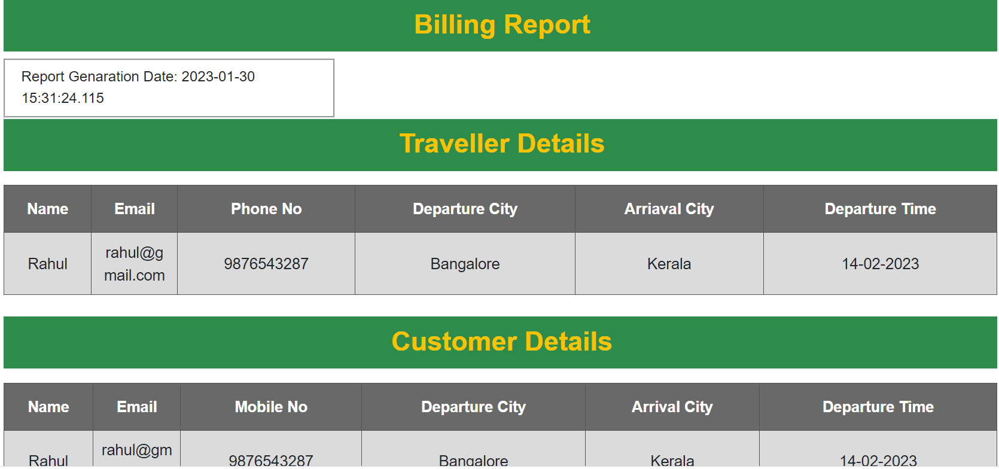 Billing Report
Report Genaration Date: 2023-01-30
15:31:24.115
Traveller Details
Name Email Phone No Departure City Arriaval City Departure Time
Rahul rahul@g
mail.com 9876543287 Bangalore Kerala 14-02-2023
Customer Details
Name Email Mobile No Departure City Arrival City Departure Time
rahul@gm
Rahul 9876543287 Bangalore Kerala 14-02-2023